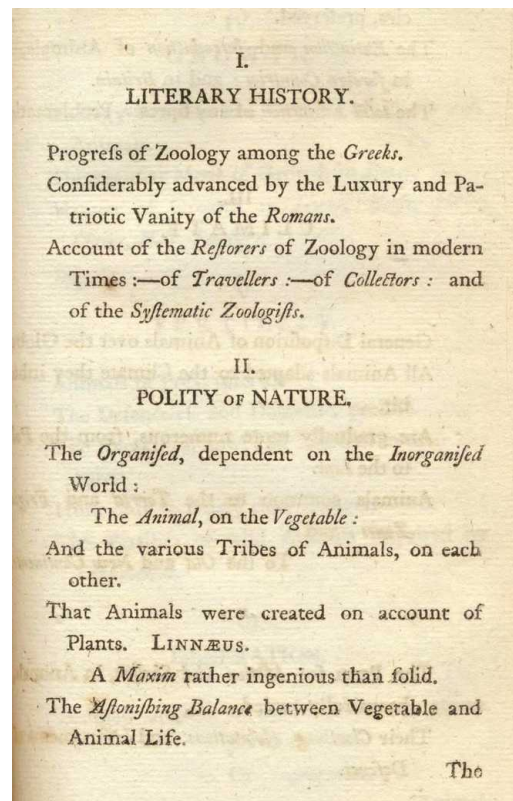 I.
LITERARY HISTORY.
Progreſs of Zoology among the Greeks.
Conſiderably advanced by the Luxury and Pa-
triotic Vanity of the Romans.
Account of the Reſtorers of Zoology in modern
Times :—of Travellers :—of Collectors : and
of the Syſtematic Zoologiſts.
II.
POLITY OF NATURE.
The Organiſed, dependent on the Inorganiſed
World :
The Animal, on the Vegetable :
And the various Tribes of Animals, on each
other.
That Animals were created on account of
Plants. LINNÆUS.
A Maxim rather ingenious than ſolid.
The Aſtoniſhing Balance between Vegetable and
Animal Life.
The